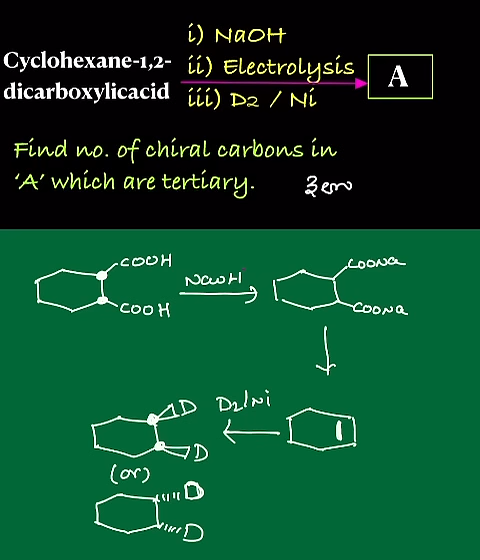 i) NaOH
Cyclohexane-1,2-
dicarboxylicacid
ii) Electrolysis
iii) D2 / Ni
A
Find no. of chiral carbons in
'A' which are tertiary.
Zero
COOH
COOH
NaOH
COONa
COONa
D2/Ni
D
D
(or)
D
D